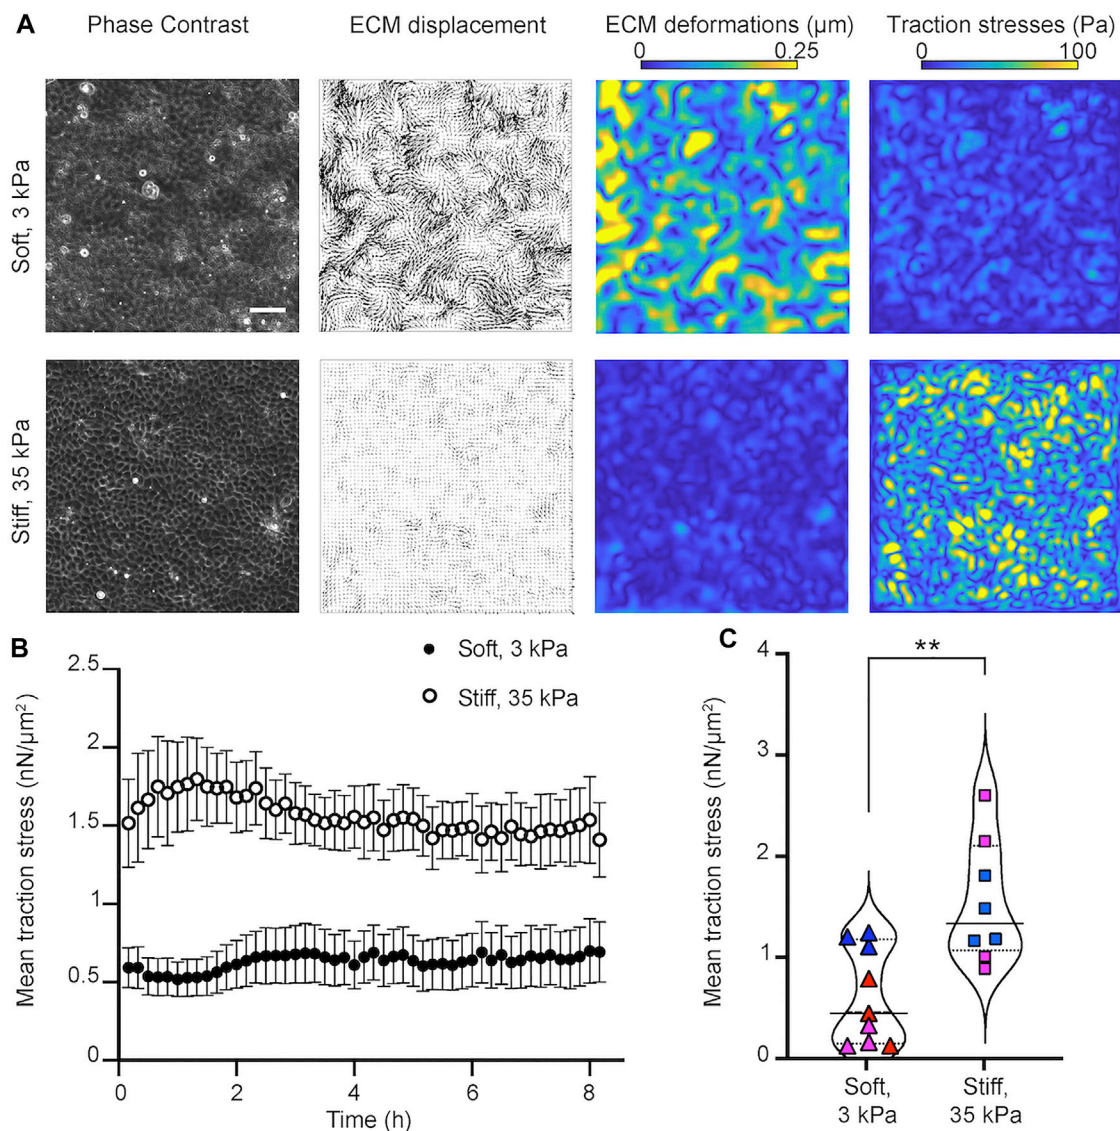 A
Phase Contrast
ECM displacement
ECM deformations (µm)
0
0.25
Traction stresses (Pa)
0
100
Soft, 3 kPa
Stiff, 35 kPa
B
Soft, 3 kPa
Stiff, 35 kPa
Mean traction stress (nN/µm²)
2.5
2
1.5
1
0.5
0
0
2
4
6
8
Time (h)
C
**
Mean traction stress (nN/µm²)
4
3
2
1
0
Soft,
3 kPa
Stiff,
35 kPa